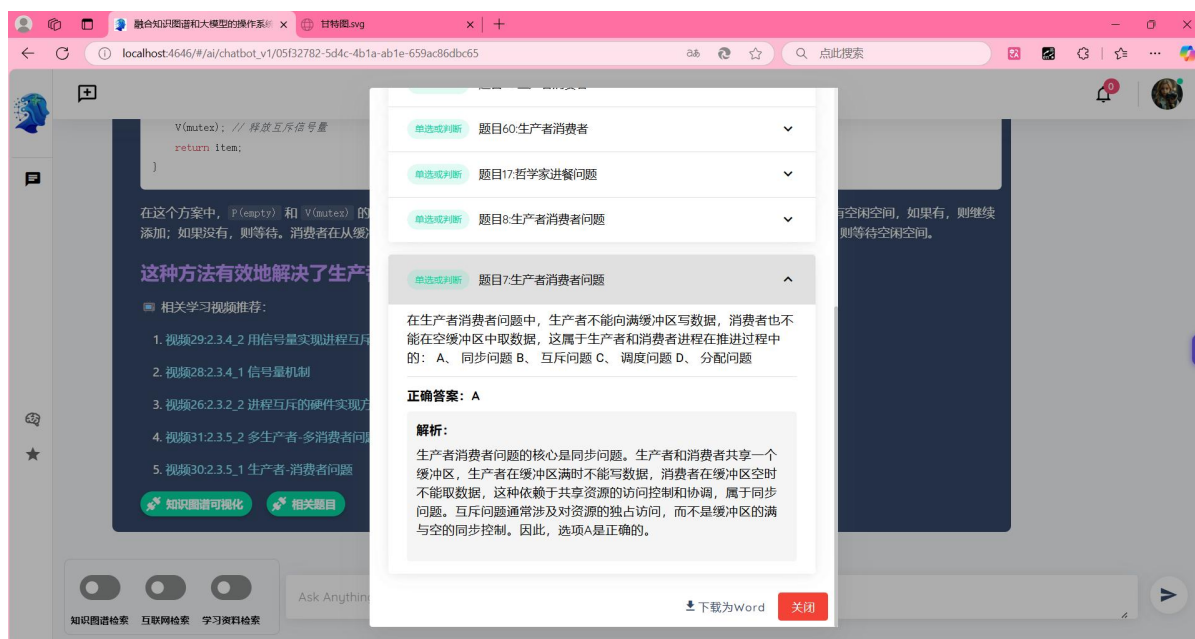 融合知识图谱和大模型的操作系
甘特图.svg
localhost:4646/#/ai/chatbot_v1/05f32782-5d4c-4b1a-ab1e-659ac86dbc65
点此搜索
0
V(mutex); // 释放互斥信号量
return item;
}
在这个方案中， P(empty) 和 V(mutex) 的
有空闲空间，如果有，则继续
添加；如果没有，则等待。消费者在从缓
则等待空闲空间。
这种方法有效地解决了生产
相关学习视频推荐：
1. 视频29:2.3.4_2 用信号量实现进程互斥
2. 视频28:2.3.4_1 信号量机制
3. 视频26:2.3.2_2 进程互斥的硬件实现方
4. 视频31:2.3.5_2 多生产者-多消费者问
5. 视频30:2.3.5_1 生产者-消费者问题
知识图谱可视化
相关题目
单选或判断 题目60:生产者消费者
单选或判断 题目17:哲学家进餐问题
单选或判断 题目8:生产者消费者问题
单选或判断 题目7:生产者消费者问题
在生产者消费者问题中，生产者不能向满缓冲区写数据，消费者也不
能在空缓冲区中取数据，这属于生产者和消费者进程在推进过程中
的： A、 同步问题 B、 互斥问题 C、 调度问题 D、 分配问题
正确答案：A
解析：
生产者消费者问题的核心是同步问题。生产者和消费者共享一个
缓冲区，生产者在缓冲区满时不能写数据，消费者在缓冲区空时
不能取数据，这种依赖于共享资源的访问控制和协调，属于同步
问题。互斥问题通常涉及对资源的独占访问，而不是缓冲区的满
与空的同步控制。因此，选项A是正确的。
下载为Word
关闭
知识图谱检索 互联网检索 学习资料检索
Ask Anythin